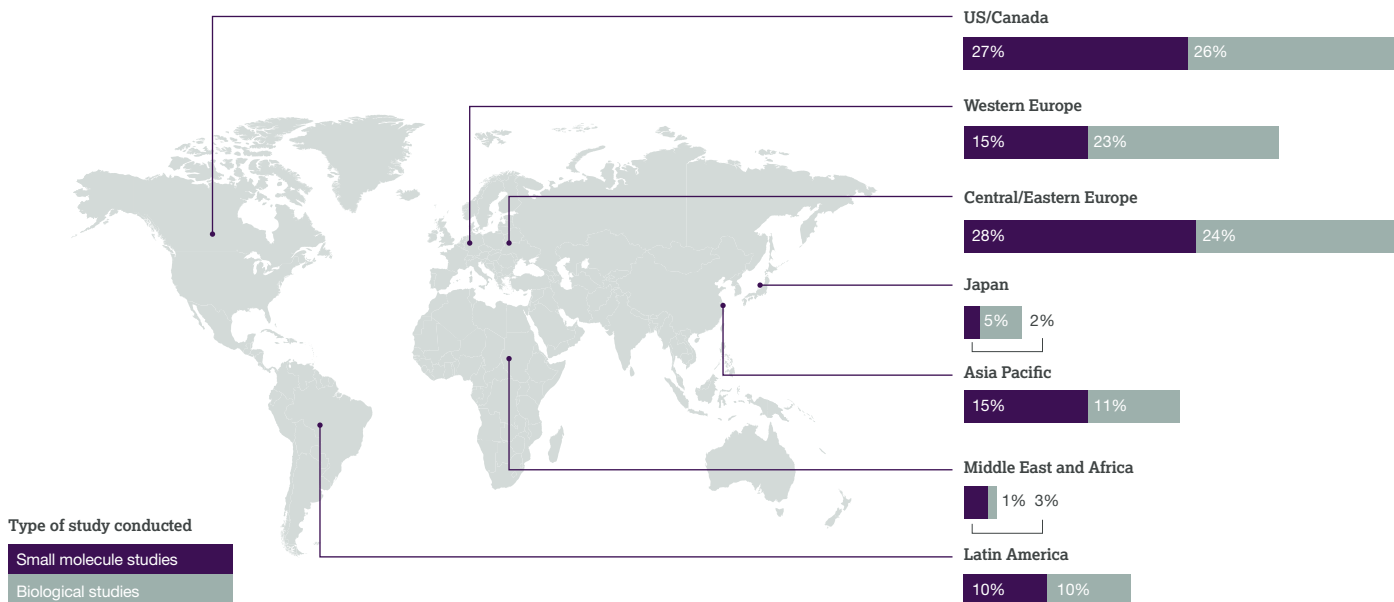 US/Canada
27% 26%
Western Europe
15% 23%
Central/Eastern Europe
28% 24%
Japan
5% 2%
Asia Pacific
15% 11%
Middle East and Africa
1% 3%
Latin America
10% 10%
Type of study conducted
Small molecule studies
Biological studies